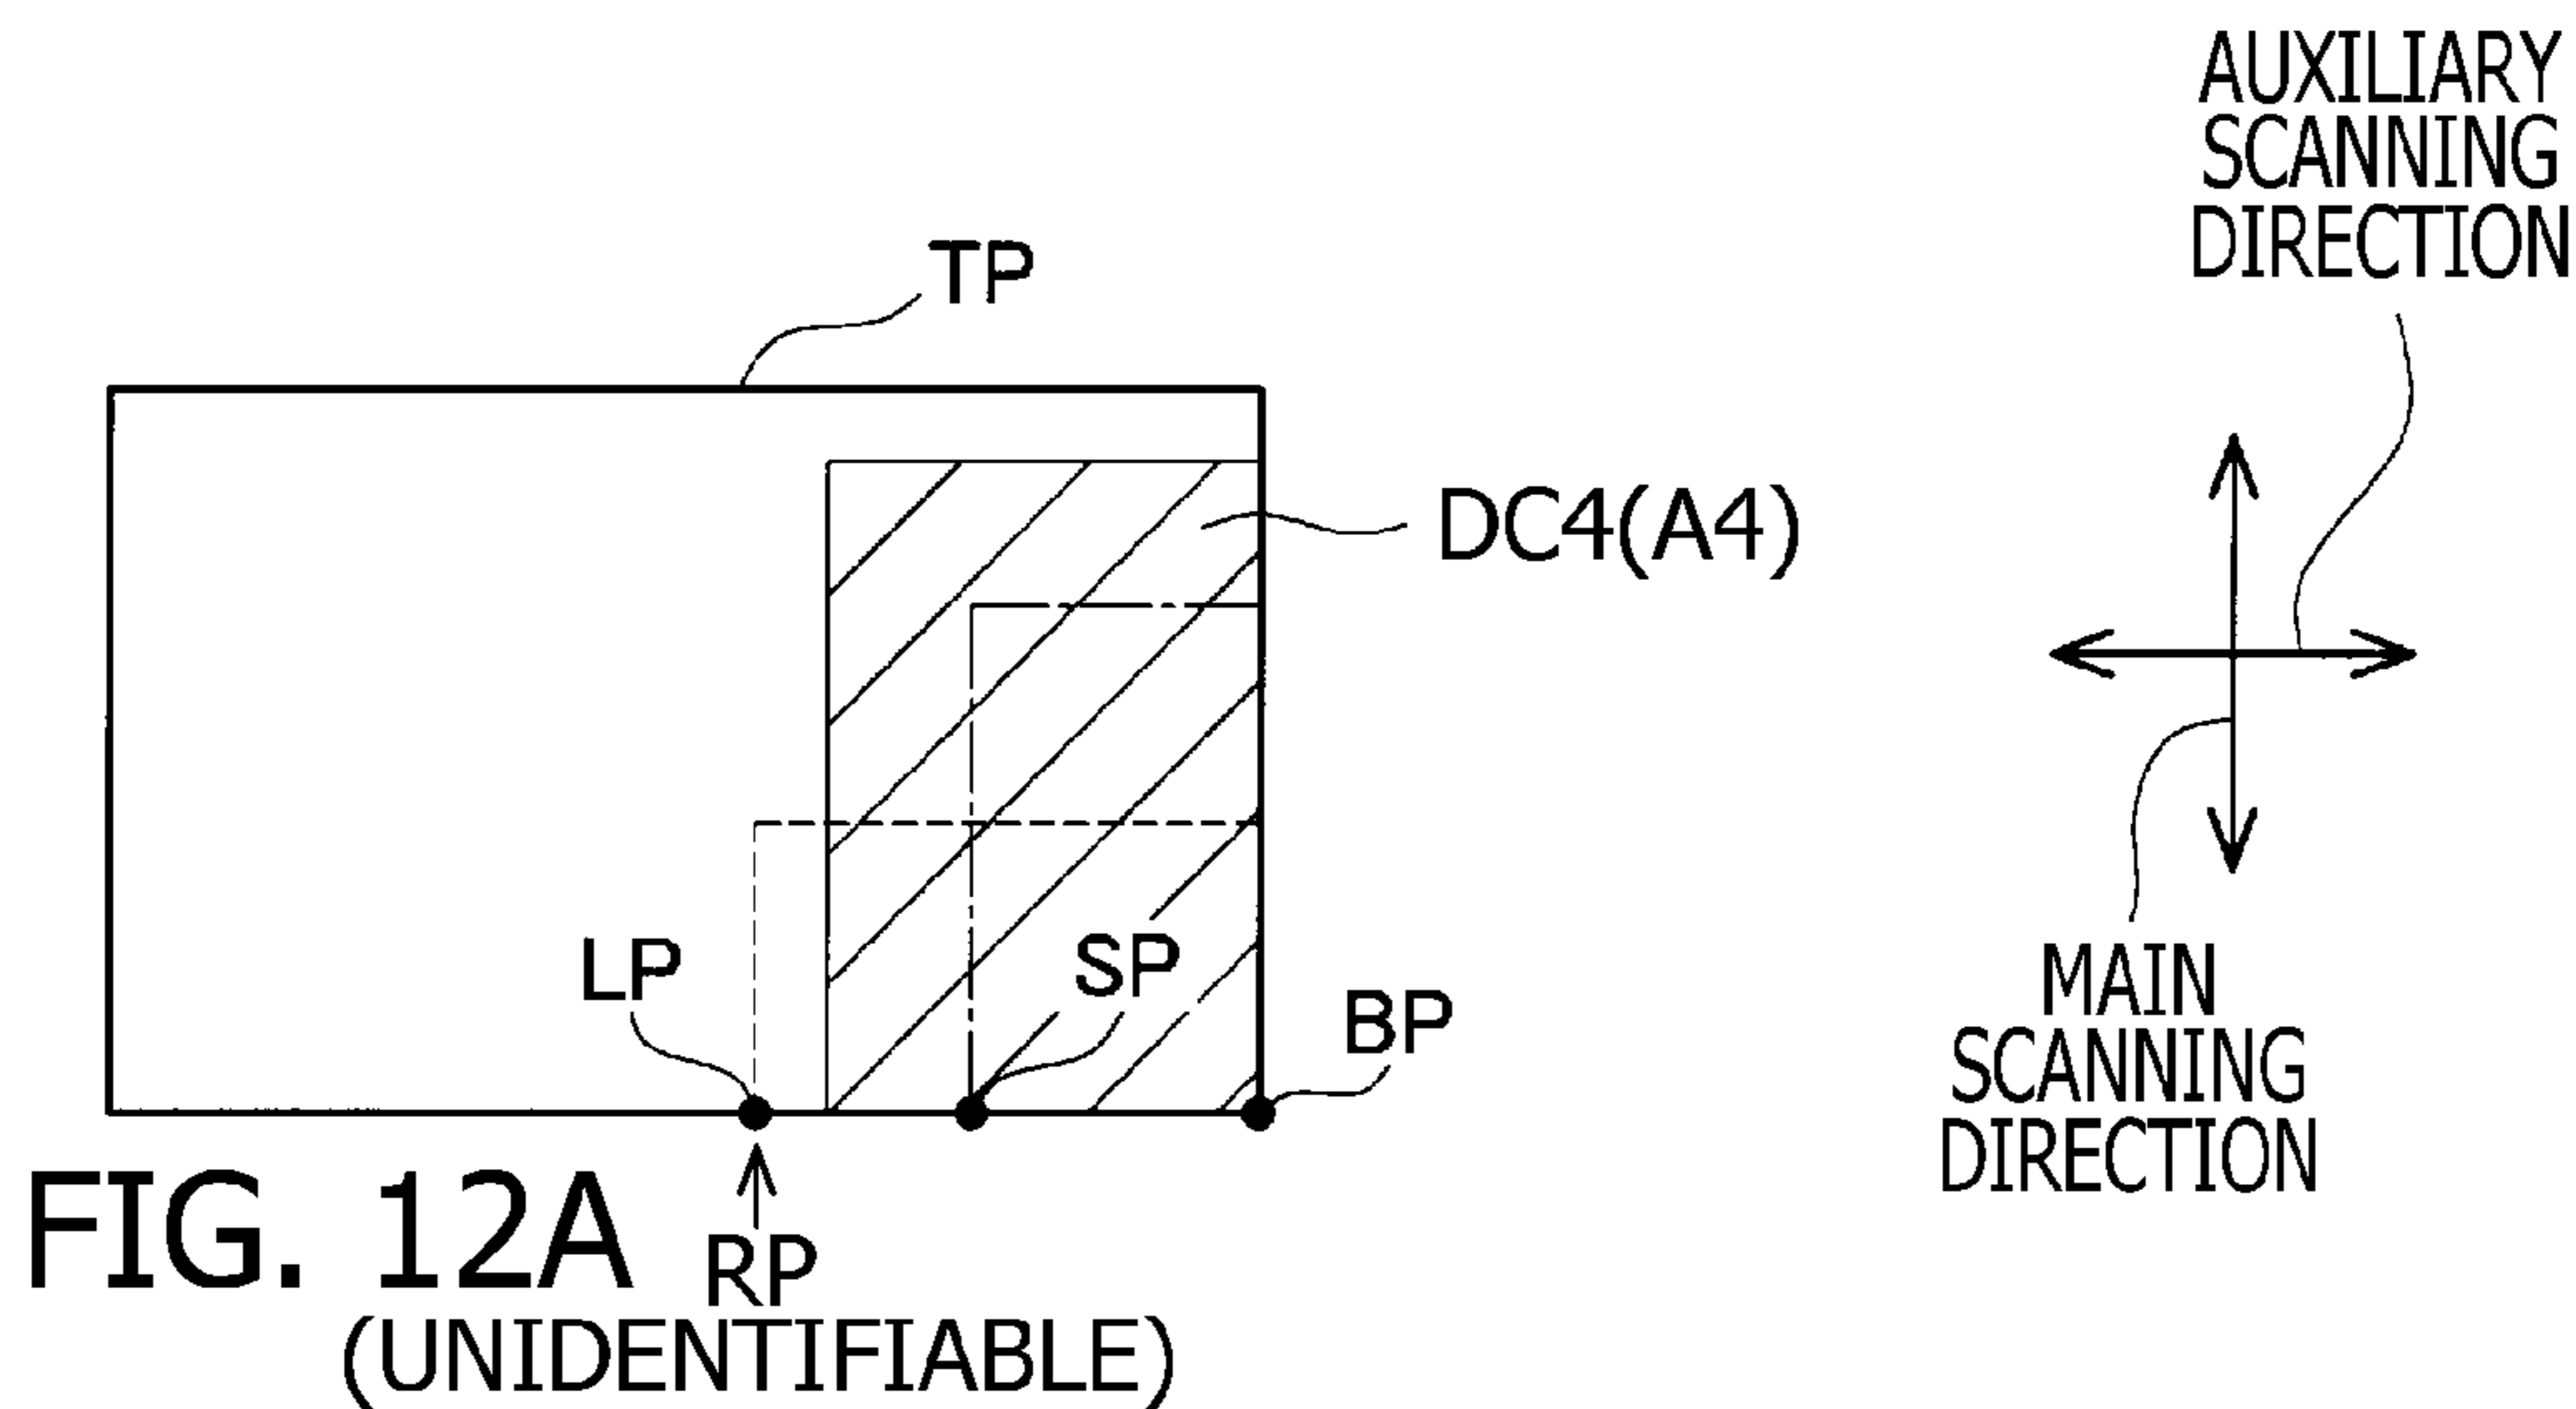 AUXILIARY
SCANNING
DIRECTION
TP
DC4(A4)
LP
SP
BP
MAIN
SCANNING
DIRECTION
FIG. 12A
RP
(UNIDENTIFIABLE)